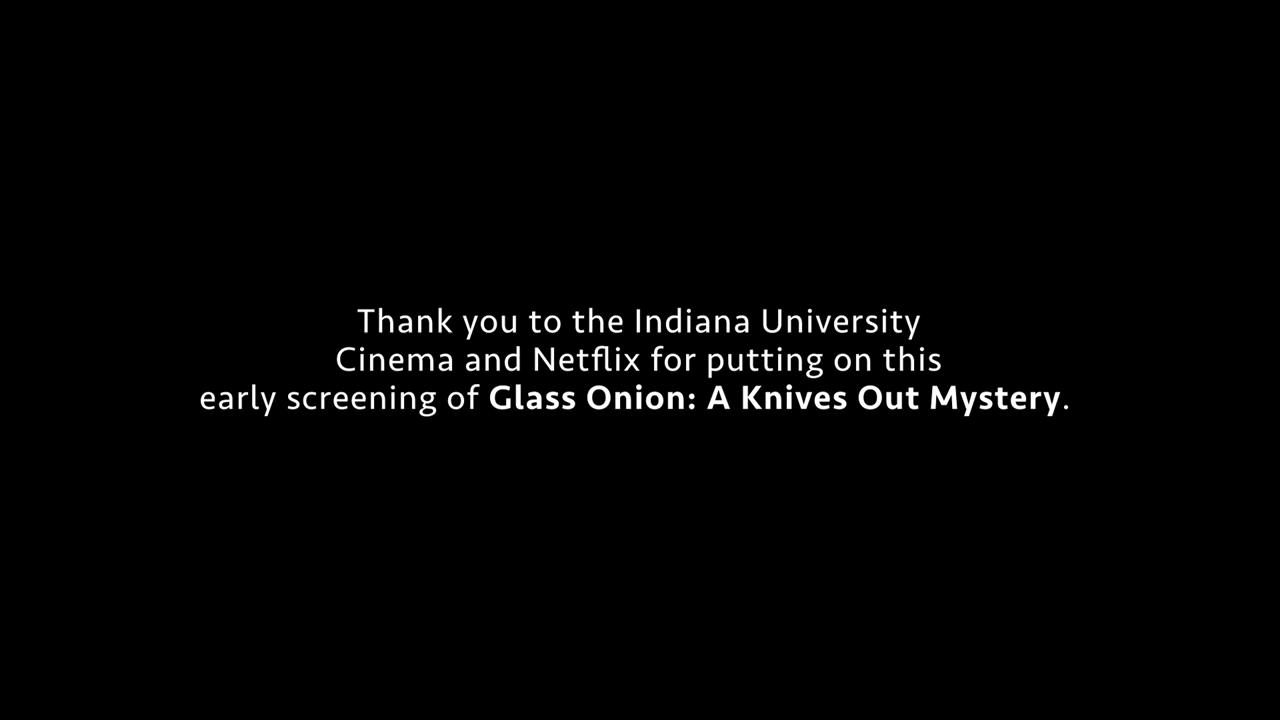 Thank you to the Indiana University
Cinema and Netflix for putting on this
early screening of Glass Onion: A Knives Out Mystery.